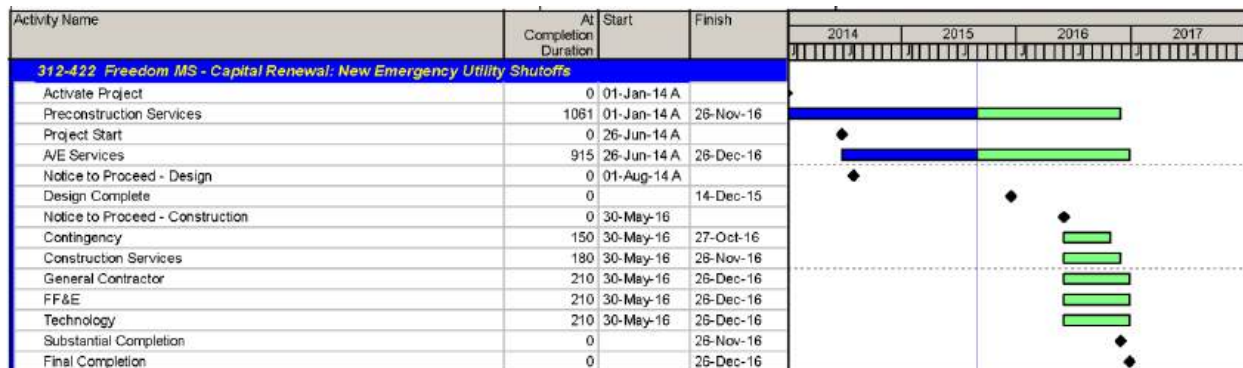 Activity Name At Completion Duration Start Finish
2014 2015 2016 2017
J J J J J J J J
312-422 Freedom MS - Capital Renewal: New Emergency Utility Shutoffs
Activate Project 0 01-Jan-14 A
Preconstruction Services 1061 01-Jan-14 A 26-Nov-16
Project Start 0 26-Jun-14 A
A/E Services 915 26-Jun-14 A 26-Dec-16
Notice to Proceed - Design 0 01-Aug-14 A
Design Complete 0 14-Dec-15
Notice to Proceed - Construction 0 30-May-16
Contingency 150 30-May-16 27-Oct-16
Construction Services 180 30-May-16 26-Nov-16
General Contractor 210 30-May-16 26-Dec-16
FF&E 210 30-May-16 26-Dec-16
Technology 210 30-May-16 26-Dec-16
Substantial Completion 0 26-Nov-16
Final Completion 0 26-Dec-16